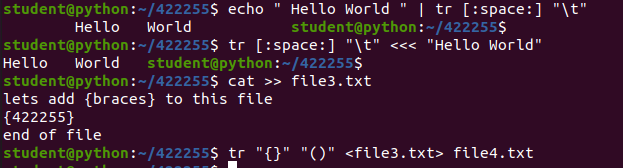 student@python:~/422255$ echo " Hello World " | tr [:space:] "\t"
        Hello   World           student@python:~/422255$
student@python:~/422255$ tr [:space:] "\t" <<< "Hello World"
Hello   World   student@python:~/422255$
student@python:~/422255$ cat >> file3.txt
lets add {braces} to this file
{422255}
end of file
student@python:~/422255$ tr "{}" "()" <file3.txt> file4.txt